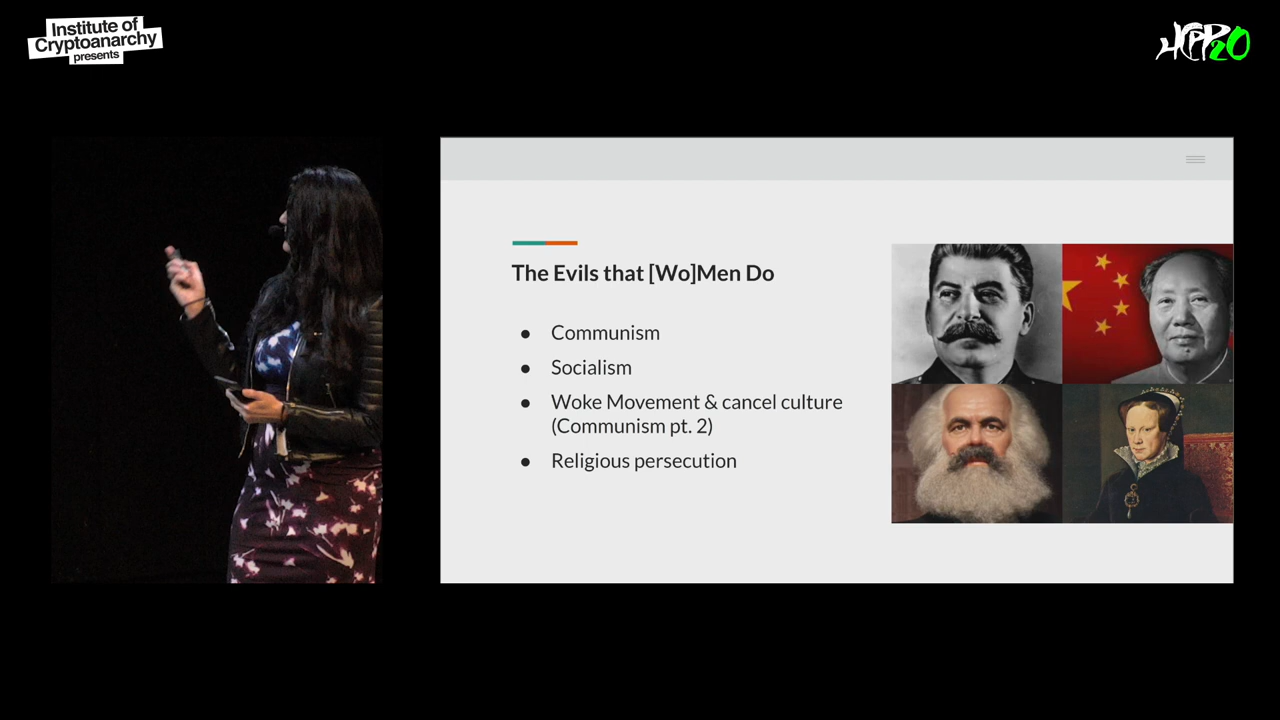 Institute of
Cryptoanarchy
presents
HCPP20
The Evils that [Wo]Men Do
● Communism
● Socialism
● Woke Movement & cancel culture
(Communism pt. 2)
● Religious persecution